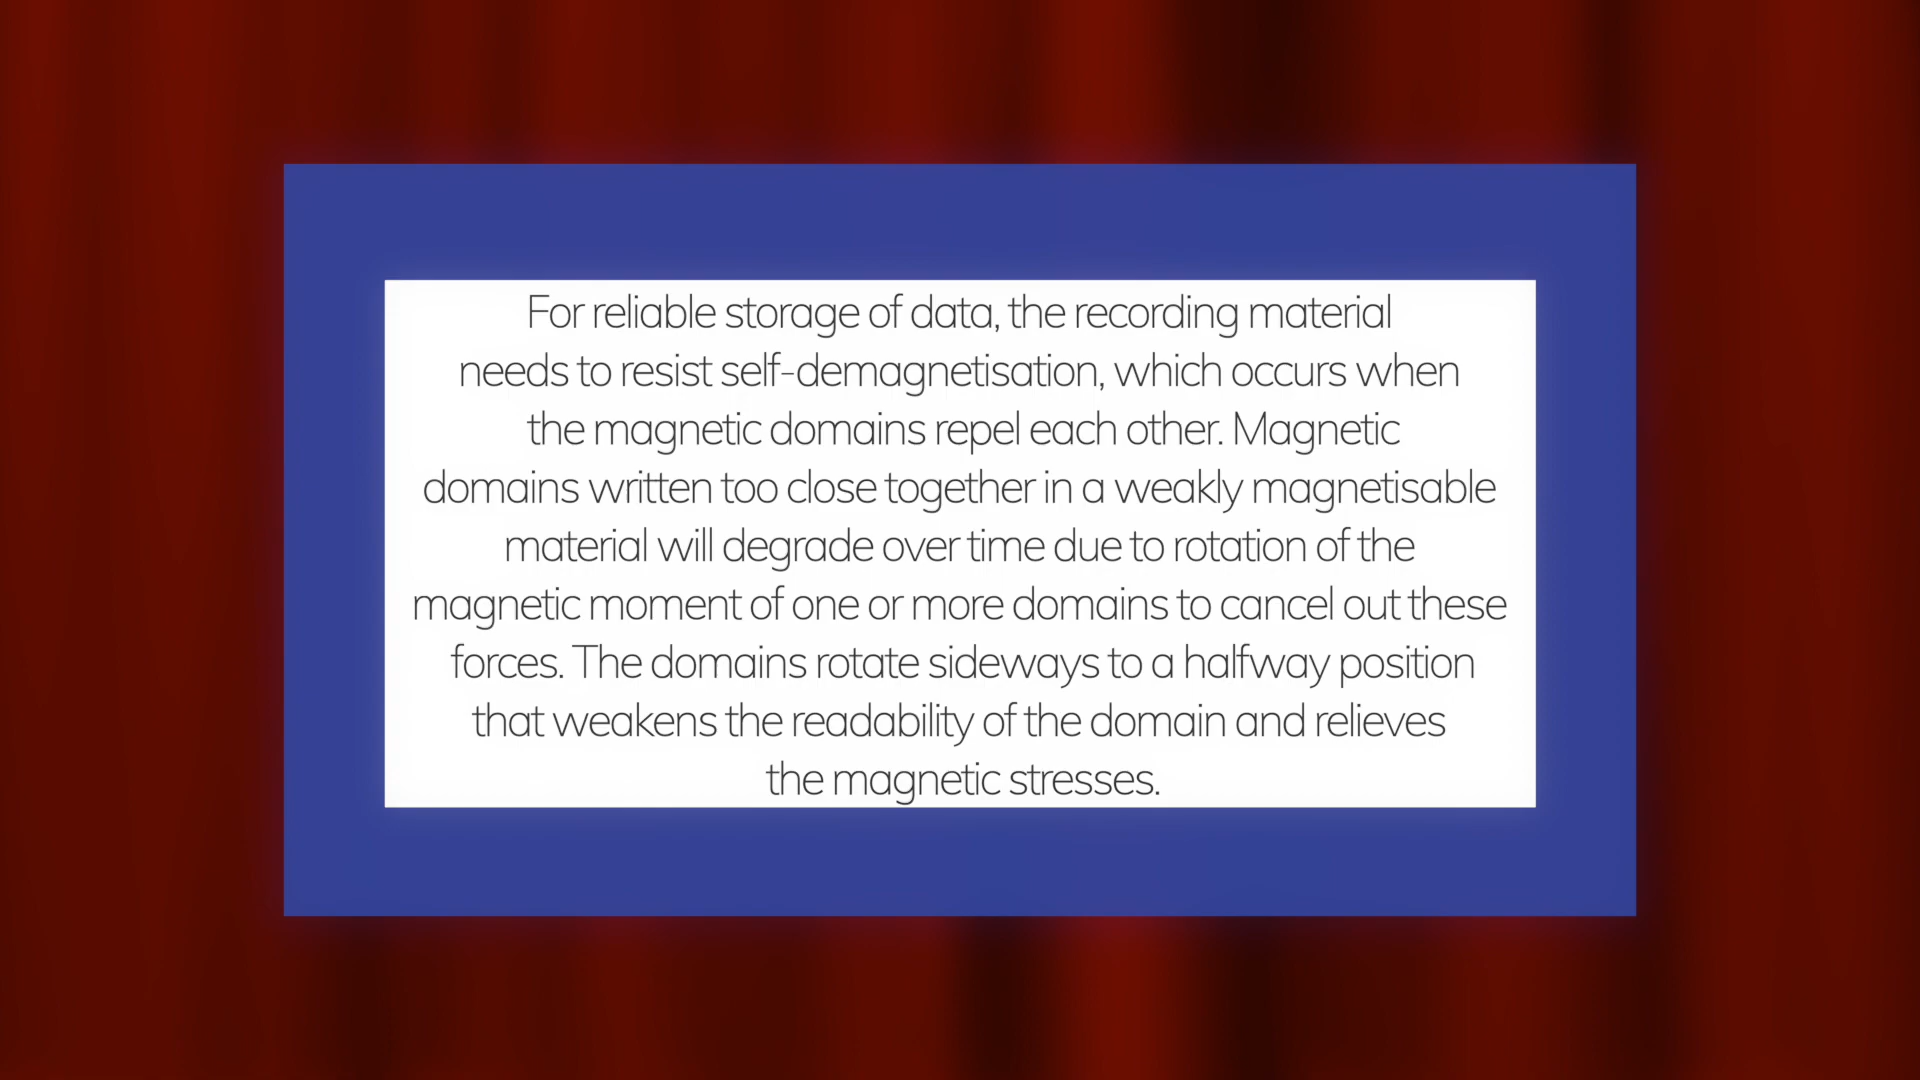 For reliable storage of data, the recording material
needs to resist self-demagnetisation, which occurs when
the magnetic domains repel each other. Magnetic
domains written too close together in a weakly magnetisable
material will degrade over time due to rotation of the
magnetic moment of one or more domains to cancel out these
forces. The domains rotate sideways to a halfway position
that weakens the readability of the domain and relieves
the magnetic stresses.